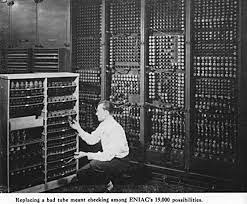 Replacing a bad tube meant checking among ENIAC's 19,000 possibilities.